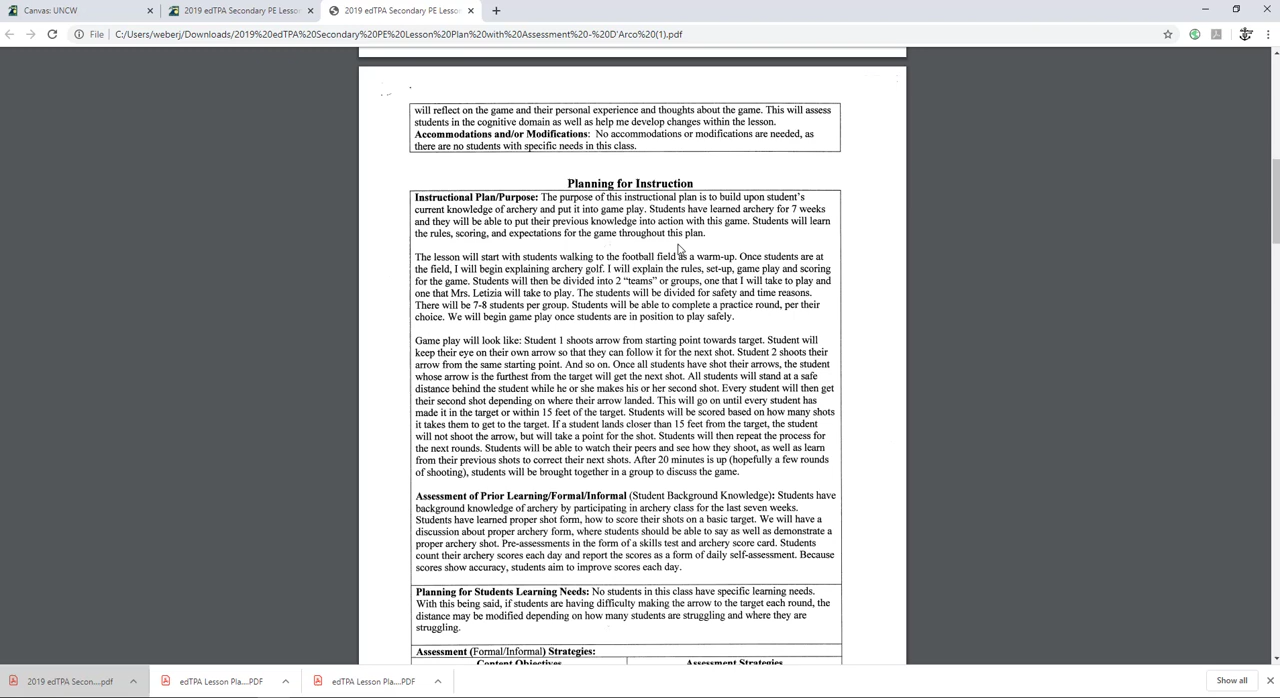 Canvas: UNCW
2019 edTPA Secondary PE Lesso
2019 edTPA Secondary PE Lesso
File C:/Users/weberj/Downloads/2019%20edTPA%20Secondary%20PE%20Lesson%20Plan%20with%20Assessment%20-%20D'Arco%20(1).pdf
will reflect on the game and their personal experience and thoughts about the game. This will assess
students in the cognitive domain as well as help me develop changes within the lesson.
Accommodations and/or Modifications: No accommodations or modifications are needed, as
there are no students with specific needs in this class.
Planning for Instruction
Instructional Plan/Purpose: The purpose of this instructional plan is to build upon student's
current knowledge of archery and put it into game play. Students have learned archery for 7 weeks
and they will be able to put their previous knowledge into action with this game. Students will learn
the rules, scoring, and expectations for the game throughout this plan.
The lesson will start with students walking to the football field as a warm-up. Once students are at
the field, I will begin explaining archery golf. I will explain the rules, set-up, game play and scoring
for the game. Students will then be divided into 2 “teams” or groups, one that I will take to play and
one that Mrs. Letizia will take to play. The students will be divided for safety and time reasons.
There will be 7-8 students per group. Students will be able to complete a practice round, per their
choice. We will begin game play once students are in position to play safely.
Game play will look like: Student 1 shoots arrow from starting point towards target. Student will
keep their eye on their own arrow so that they can follow it for the next shot. Student 2 shoots their
arrow from the same starting point. And so on. Once all students have shot their arrows, the student
whose arrow is the furthest from the target will get the next shot. All students will stand at a safe
distance behind the student while he or she makes his or her second shot. Every student will then get
their second shot depending on where their arrow landed. This will go on until every student has
made it in the target or within 15 feet of the target. Students will be scored based on how many shots
it takes them to get to the target. If a student lands closer than 15 feet from the target, the student
will not shoot the arrow, but will take a point for the shot. Students will then repeat the process for
the next rounds. Students will be able to watch their peers and see how they shoot, as well as learn
from their previous shots to correct their next shots. After 20 minutes is up (hopefully a few rounds
of shooting), students will be brought together in a group to discuss the game.
Assessment of Prior Learning/Formal/Informal (Student Background Knowledge): Students have
background knowledge of archery by participating in archery class for the last seven weeks.
Students have learned proper shot form, how to score their shots on a basic target. We will have a
discussion about proper archery form, where students should be able to say as well as demonstrate a
proper archery shot. Pre-assessments in the form of a skills test and archery score card. Students
count their archery scores each day and report the scores as a form of daily self-assessment. Because
scores show accuracy, students aim to improve scores each day.
Planning for Students Learning Needs: No students in this class have specific learning needs.
With this being said, if students are having difficulty making the arrow to the target each round, the
distance may be modified depending on how many students are struggling and where they are
struggling.
Assessment (Formal/Informal) Strategies:
Content Objectives Assessment Strategies
2019 edTPA Secon....pdf
edTPA Lesson Pla....PDF
edTPA Lesson Pla....PDF
Show all